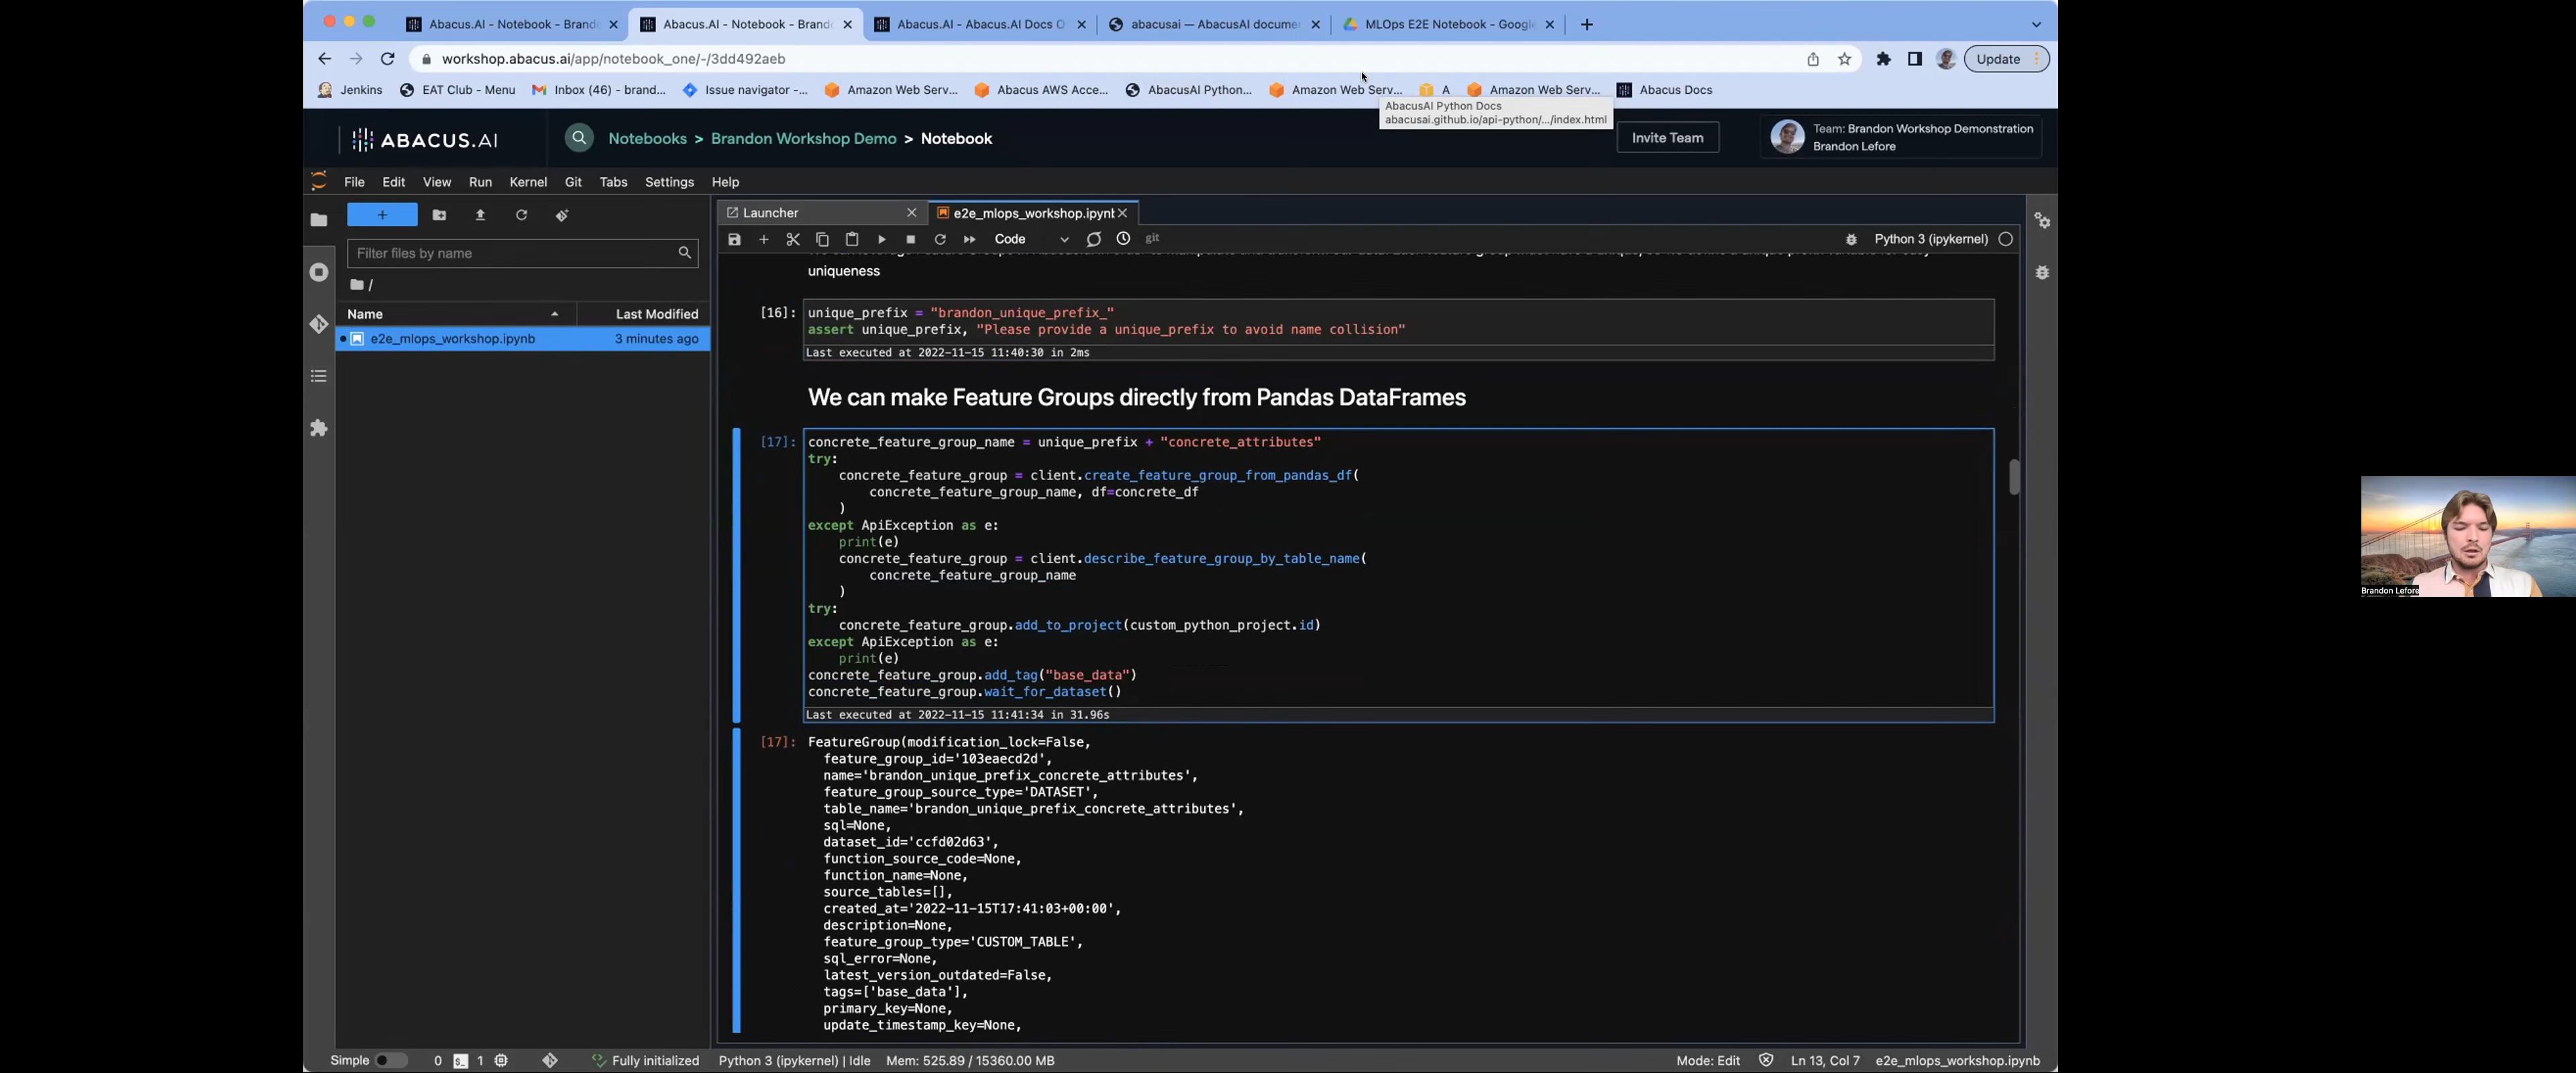 Abacus.AI - Notebook - Brand
Abacus.AI - Notebook - Brand
Abacus.AI - Abacus.AI Docs Q
abacusai — AbacusAI documen
MLOps E2E Notebook - Google
workshop.abacus.ai/app/notebook_one/-/3dd492aeb
Update
Jenkins
EAT Club - Menu
Inbox (46) - brand...
Issue navigator -...
Amazon Web Serv...
Abacus AWS Acce...
AbacusAI Python...
Amazon Web Serv...
A
Amazon Web Serv...
Abacus Docs
AbacusAI Python Docs
abacusai.github.io/api-python/.../index.html
ABACUS.AI
Notebooks > Brandon Workshop Demo > Notebook
Invite Team
Team: Brandon Workshop Demonstration
Brandon Lefore
File Edit View Run Kernel Git Tabs Settings Help
+
Launcher
e2e_mlops_workshop.ipynb
Code
git
Python 3 (ipykernel)
Filter files by name
/
Name
Last Modified
e2e_mlops_workshop.ipynb
3 minutes ago
uniqueness
[16]:
unique_prefix = "brandon_unique_prefix_"
assert unique_prefix, "Please provide a unique_prefix to avoid name collision"
Last executed at 2022-11-15 11:40:30 in 2ms
We can make Feature Groups directly from Pandas DataFrames
[17]:
concrete_feature_group_name = unique_prefix + "concrete_attributes"
try:
concrete_feature_group = client.create_feature_group_from_pandas_df(
concrete_feature_group_name, df=concrete_df
)
except ApiException as e:
print(e)
concrete_feature_group = client.describe_feature_group_by_table_name(
concrete_feature_group_name
)
try:
concrete_feature_group.add_to_project(custom_python_project.id)
except ApiException as e:
print(e)
concrete_feature_group.add_tag("base_data")
concrete_feature_group.wait_for_dataset()
Last executed at 2022-11-15 11:41:34 in 31.96s
[17]:
FeatureGroup(modification_lock=False,
feature_group_id='103eaecd2d',
name='brandon_unique_prefix_concrete_attributes',
feature_group_source_type='DATASET',
table_name='brandon_unique_prefix_concrete_attributes',
sql=None,
dataset_id='ccfd02d63',
function_source_code=None,
function_name=None,
source_tables=[],
created_at='2022-11-15T17:41:03+00:00',
description=None,
feature_group_type='CUSTOM_TABLE',
sql_error=None,
latest_version_outdated=False,
tags=['base_data'],
primary_key=None,
update_timestamp_key=None,
Brandon Lefore
Simple
0
1
Fully initialized
Python 3 (ipykernel) | Idle
Mem: 525.89 / 15360.00 MB
Mode: Edit
Ln 13, Col 7
e2e_mlops_workshop.ipynb